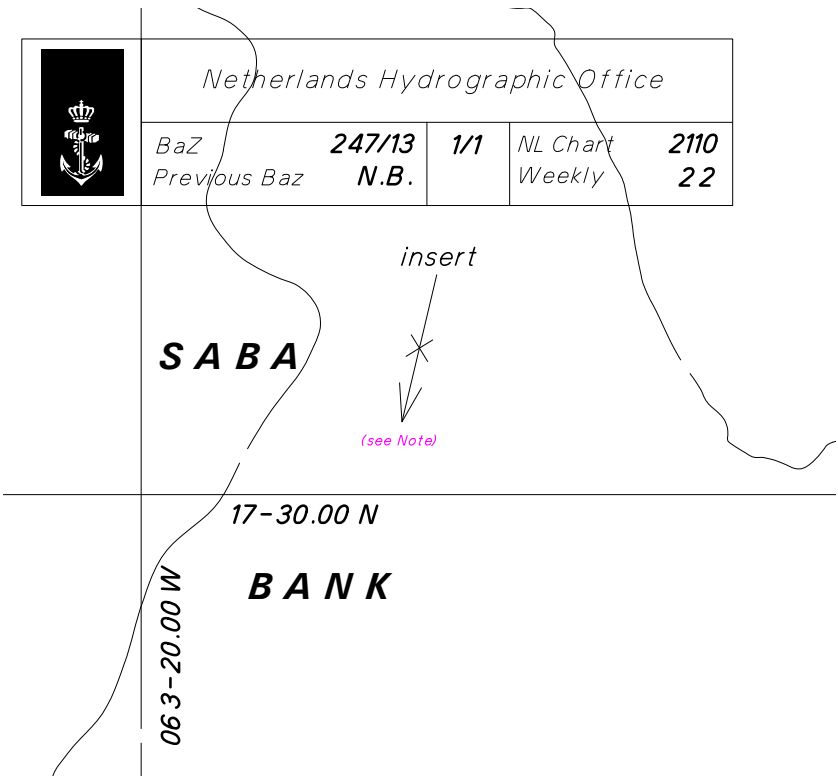 Netherlands Hydrographic Office
BaZ 247/13 1/1 NL Chart 2110
Previous Baz N.B. Weekly 22
insert
SABA
(see Note)
17-30.00 N
BANK
063-20.00 W